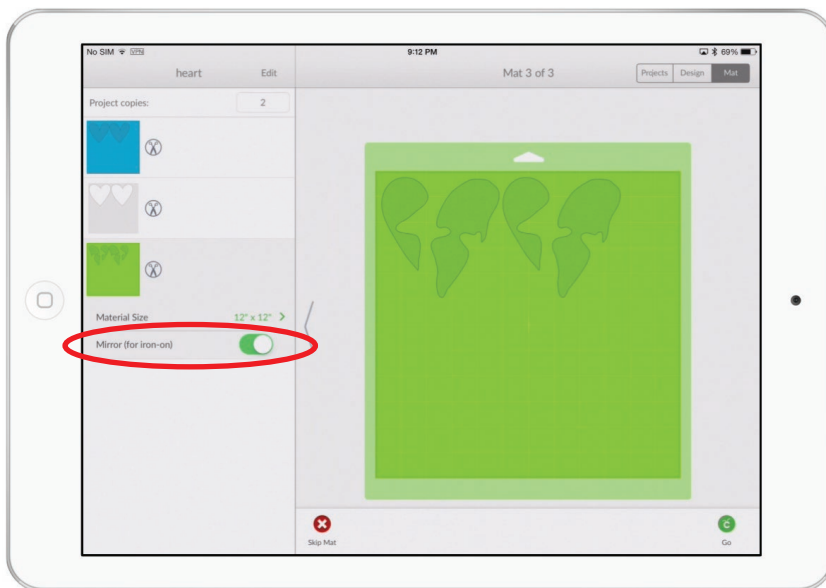 No SIM VPN 9:12 PM 69%
heart Edit Mat 3 of 3 Projects Design Mat
Project copies: 2
Material Size 12" x 12" >
Mirror (for iron-on)
Skip Mat Go